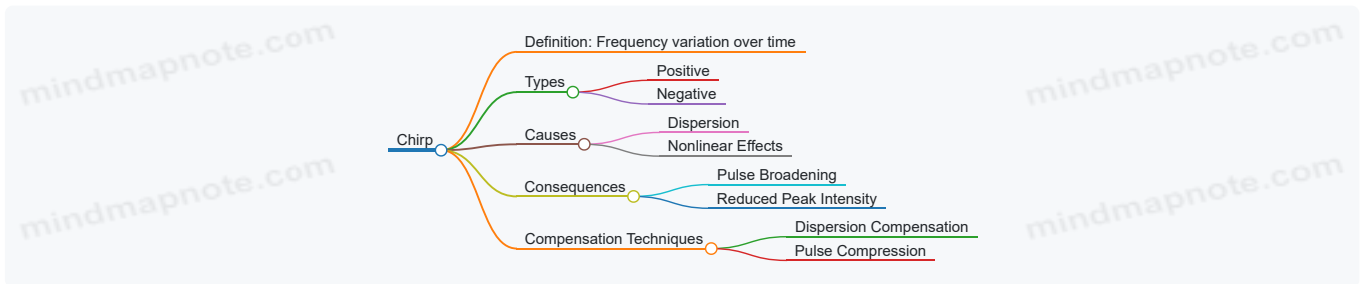 mindmapnote.com
mindmapnote.com
Definition: Frequency variation over time
Types
Positive
Negative
Chirp
Causes
Dispersion
Nonlinear Effects
Consequences
Pulse Broadening
Reduced Peak Intensity
Compensation Techniques
Dispersion Compensation
Pulse Compression
mindmapnote.com
mindmapnote.com